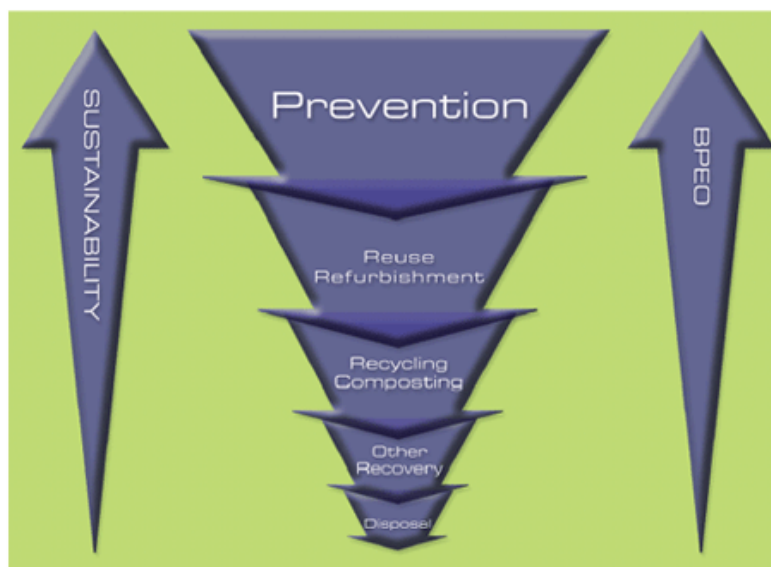 SUSTAINABILITY
Prevention
Reuse
Refurbishment
Recycling
Composting
Other
Recovery
Disposal
BPEO